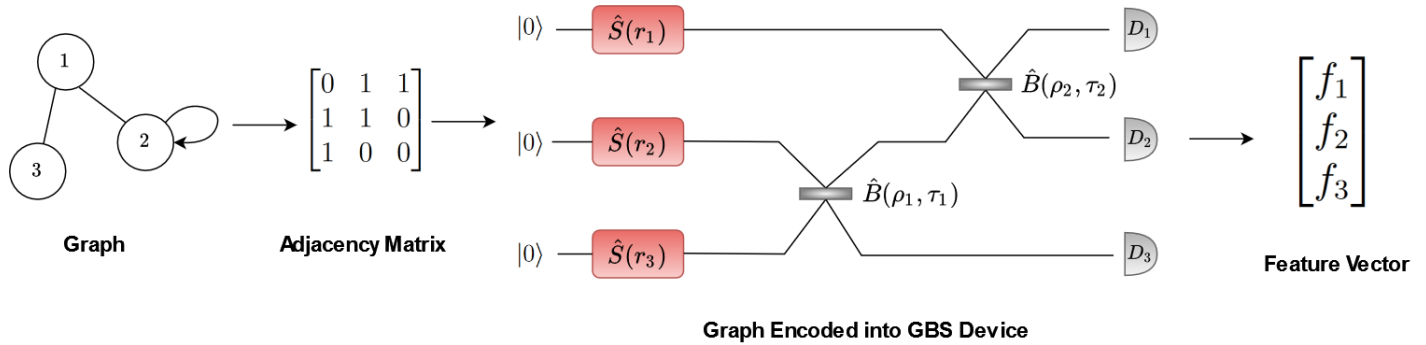 1
2
3
Graph
0 1 1
1 1 0
1 0 0
Adjacency Matrix
|0⟩ Ŝ(r₁) D₁
B̂(ρ₂, τ₂)
|0⟩ Ŝ(r₂) D₂
B̂(ρ₁, τ₁)
|0⟩ Ŝ(r₃) D₃
Graph Encoded into GBS Device
f₁
f₂
f₃
Feature Vector